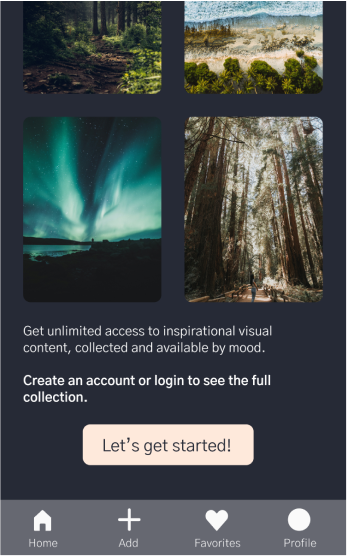 Get unlimited access to inspirational visual
content, collected and available by mood.
Create an account or login to see the full
collection.
Let's get started!
Home
Add
Favorites
Profile